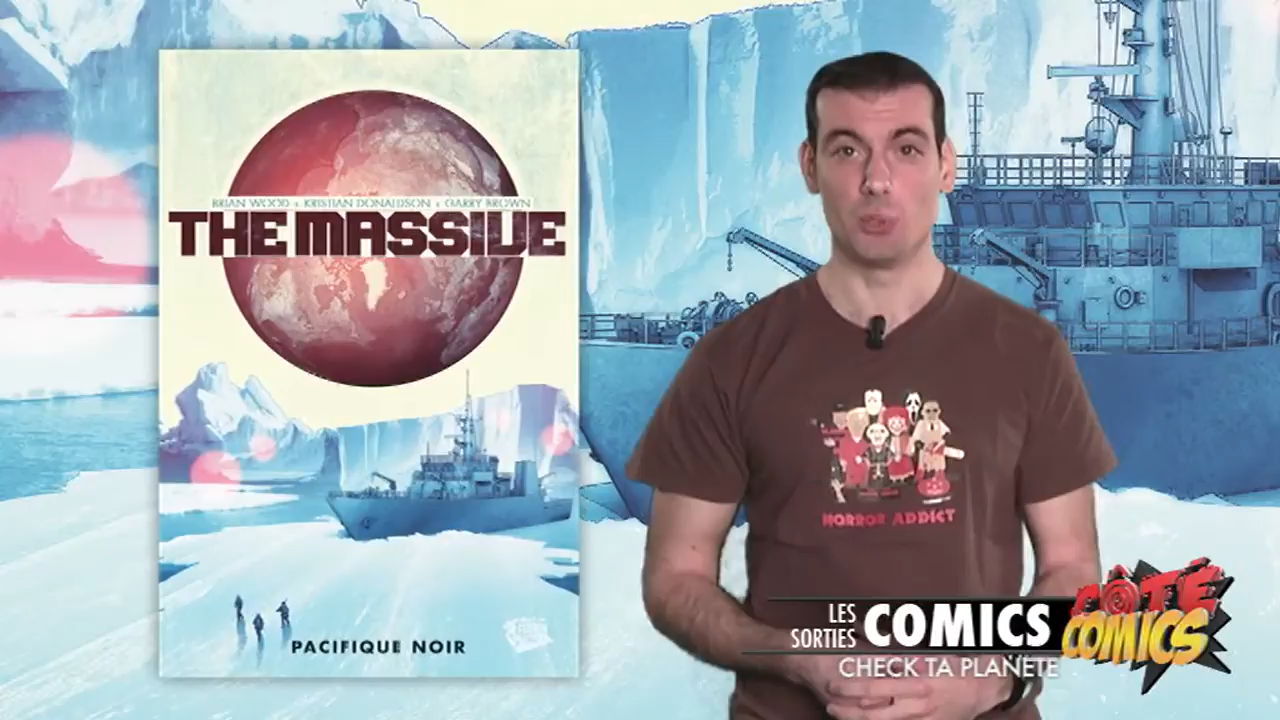 BRIAN WOOD + KRISTIAN DONALDSON + GARRY BROWN
THE MASSIVE
PACIFIQUE NOIR
HORROR ADDICT
LES
SORTIES
COMICS
CHECK TA PLANÈTE
CÔTÉ
COMICS